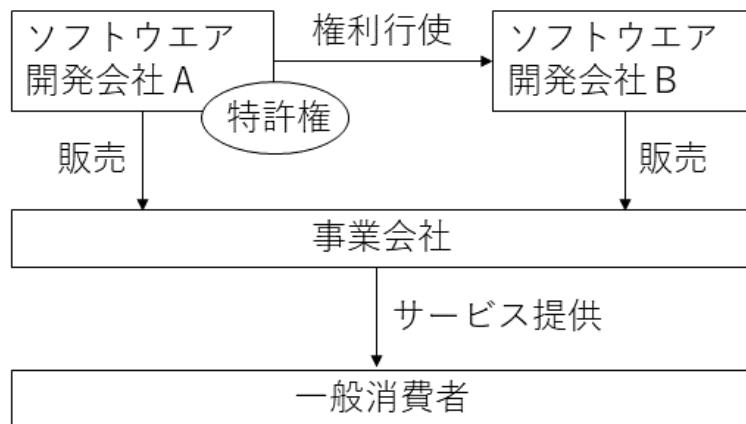 ソフトウエア
開発会社A
権利行使
ソフトウエア
開発会社B
特許権
販売
販売
事業会社
サービス提供
一般消費者